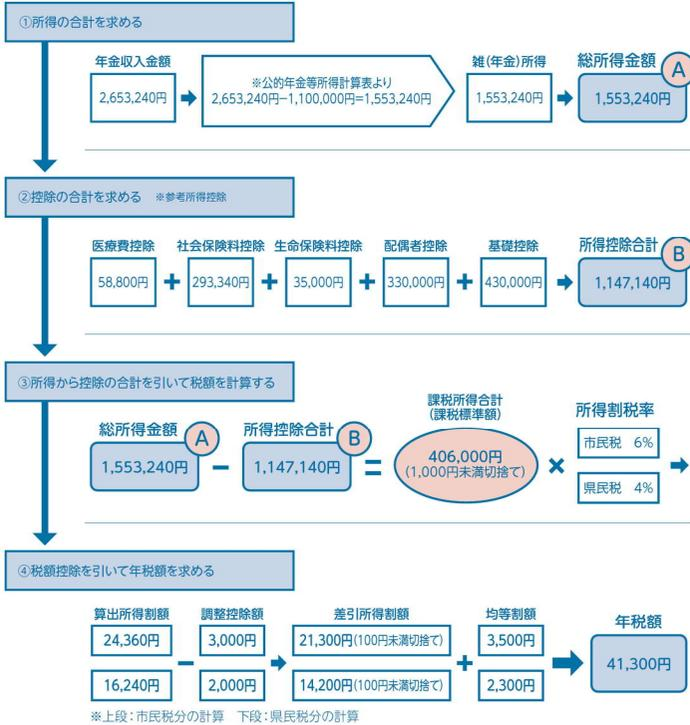 ①所得の合計を求める
年金収入金額
2,653,240円
※公的年金等所得計算表より
2,653,240円−1,100,000円=1,553,240円
雑(年金)所得
1,553,240円
総所得金額
A
1,553,240円
②控除の合計を求める ※参考所得控除
医療費控除 社会保険料控除 生命保険料控除 配偶者控除 基礎控除 所得控除合計
B
58,800円 + 293,340円 + 35,000円 + 330,000円 + 430,000円 1,147,140円
③所得から控除の合計を引いて税額を計算する
総所得金額
A
1,553,240円
−
所得控除合計
B
1,147,140円
=
課税所得合計
(課税標準額)
406,000円
(1,000円未満切捨て)
×
所得割税率
市民税 6%
県民税 4%
④税額控除を引いて年税額を求める
算出所得割額 調整控除額 差引所得割額 均等割額 年税額
24,360円 3,000円 21,300円(100円未満切捨て) 3,500円
− + 41,300円
16,240円 2,000円 14,200円(100円未満切捨て) 2,300円
※上段：市民税分の計算 下段：県民税分の計算